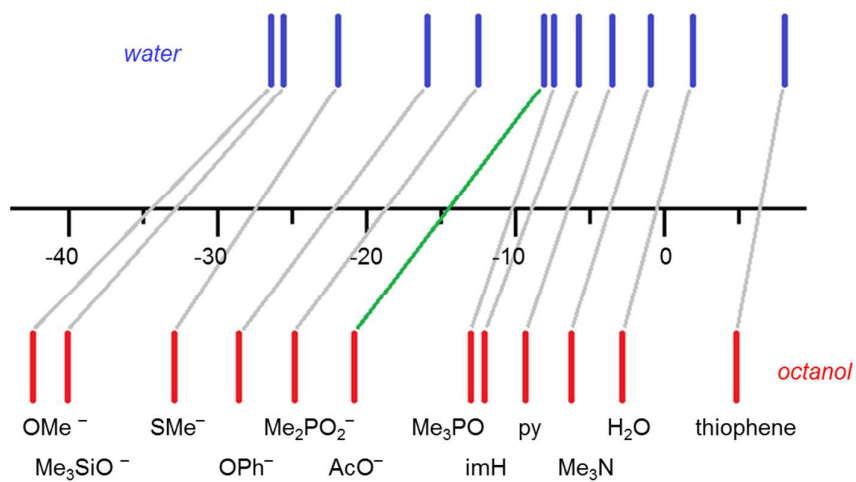 water
-40 -30 -20 -10 0
octanol
OMe⁻ SMe⁻ Me₂PO₂⁻ Me₃PO py H₂O thiophene
Me₃SiO⁻ OPh⁻ AcO⁻ imH Me₃N